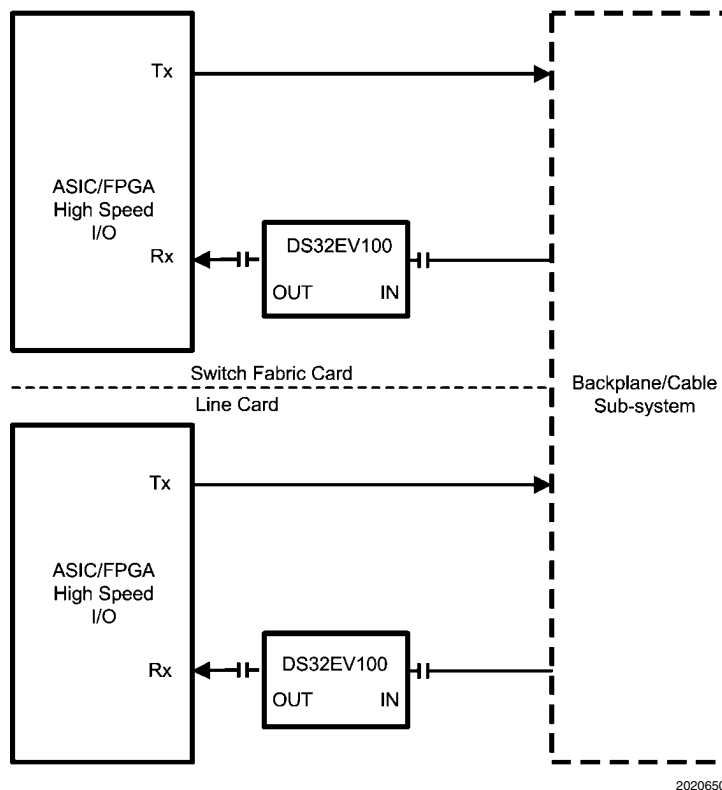 Tx
ASIC/FPGA
High Speed
I/O
Rx
DS32EV100
OUT IN
Switch Fabric Card
Line Card
Backplane/Cable
Sub-system
Tx
ASIC/FPGA
High Speed
I/O
Rx
DS32EV100
OUT IN
2020650